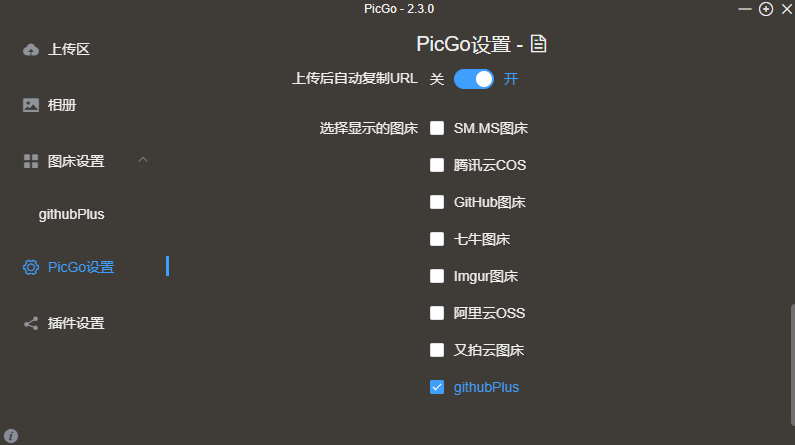 PicGo - 2.3.0
上传区
相册
图床设置
githubPlus
PicGo设置
插件设置
PicGo设置 -
上传后自动复制URL 关 开
选择显示的图床
SM.MS图床
腾讯云COS
GitHub图床
七牛图床
Imgur图床
阿里云OSS
又拍云图床
githubPlus